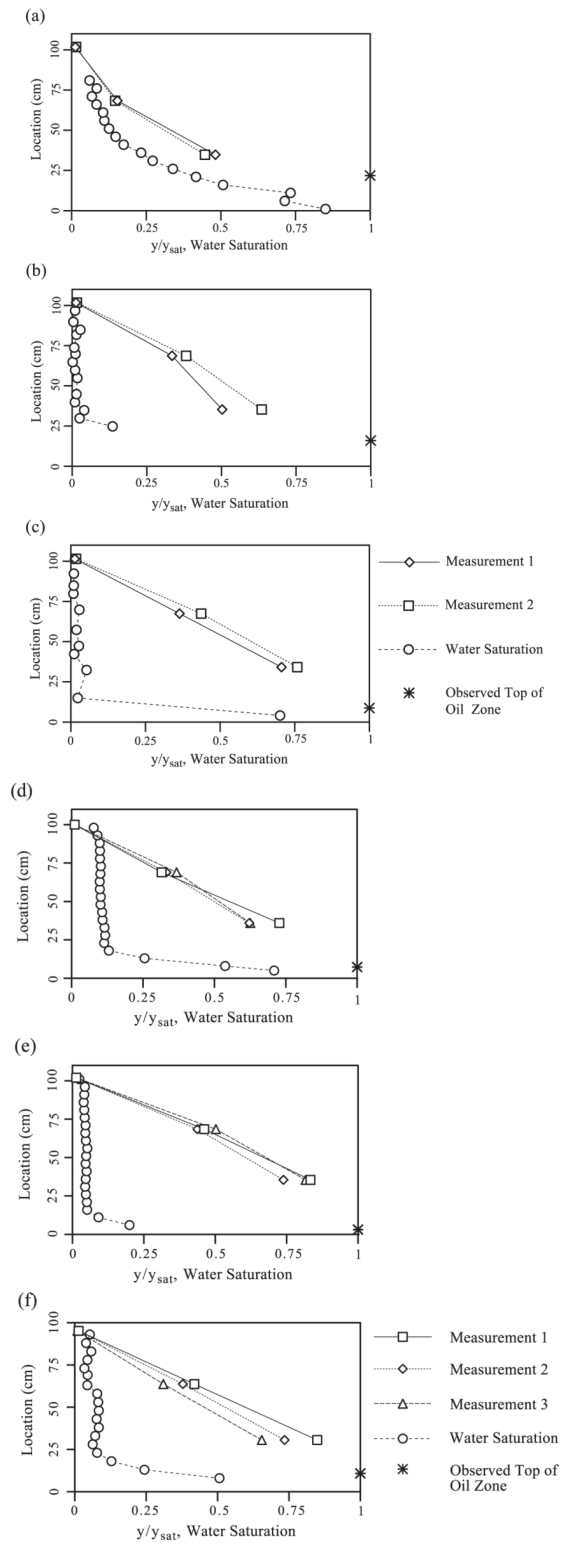 (a)
100
75
50
25
0
Location (cm)
0 0.25 0.5 0.75 1
y/ysat, Water Saturation
(b)
100
75
50
25
0
Location (cm)
0 0.25 0.5 0.75 1
y/ysat, Water Saturation
(c)
100
75
50
25
0
Location (cm)
0 0.25 0.5 0.75 1
y/ysat, Water Saturation
Measurement 1
Measurement 2
Water Saturation
Observed Top of
Oil Zone
(d)
100
75
50
25
0
Location (cm)
0 0.25 0.5 0.75 1
y/ysat, Water Saturation
(e)
100
75
50
25
0
Location (cm)
0 0.25 0.5 0.75 1
y/ysat, Water Saturation
(f)
100
75
50
25
0
Location (cm)
0 0.25 0.5 0.75 1
y/ysat, Water Saturation
Measurement 1
Measurement 2
Measurement 3
Water Saturation
Observed Top of
Oil Zone